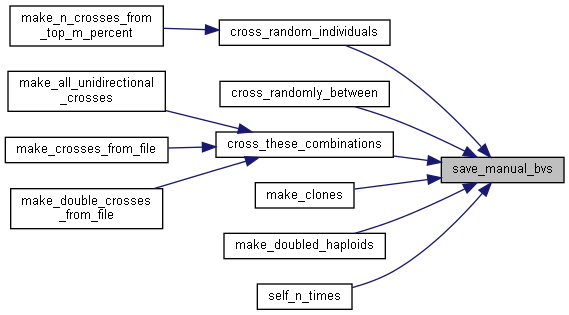 make_n_crosses_from
_top_m_percent
cross_random_individuals
make_all_unidirectional
_crosses
cross_randomly_between
make_crosses_from_file
cross_these_combinations
save_manual_bvs
make_double_crosses
_from_file
make_clones
make_doubled_haploids
self_n_times